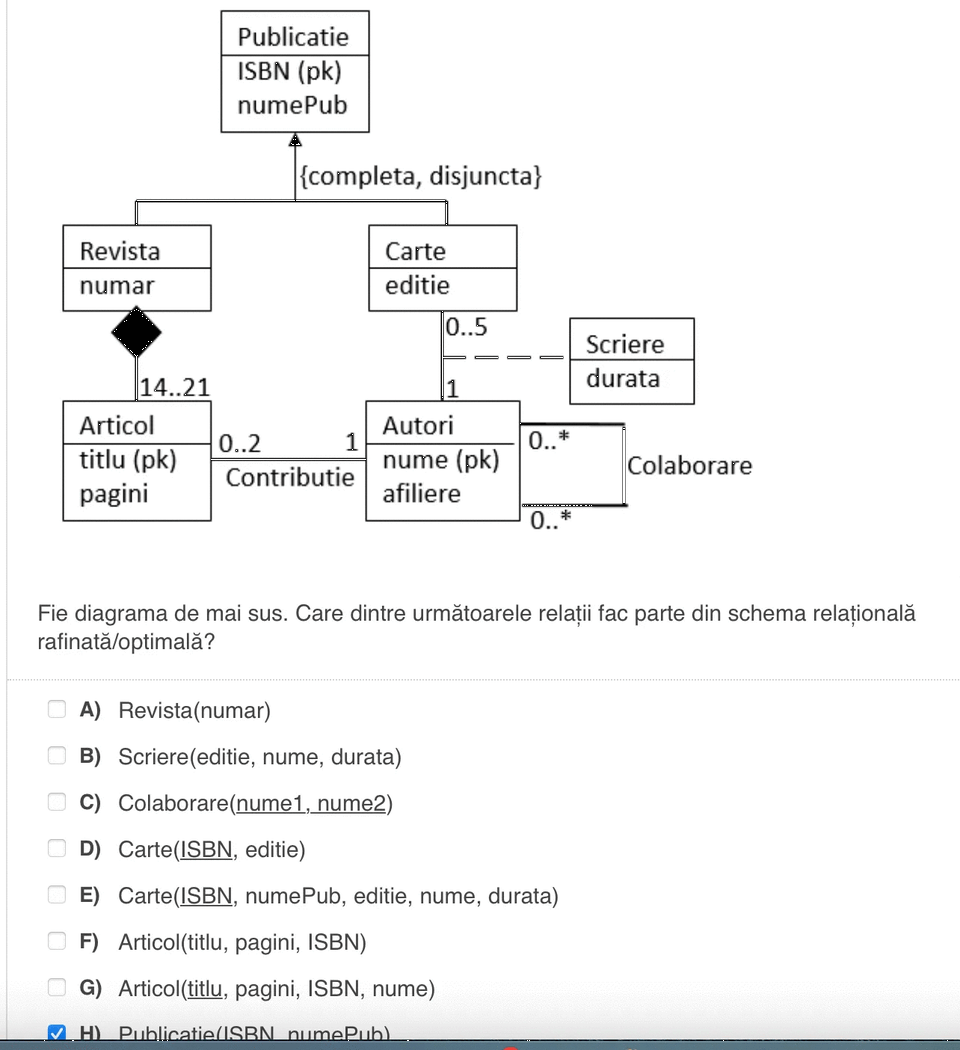 Publicatie
ISBN (pk)
numePub
{completa, disjuncta}
Revista
numar
Carte
editie
0..5
Scriere
durata
14..21
1
Articol
titlu (pk)
pagini
0..2
1
Contributie
Autori
nume (pk)
afiliere
0..*
Colaborare
0..*
Fie diagrama de mai sus. Care dintre următoarele relații fac parte din schema relațională
rafinată/optimală?
A) Revista(numar)
B) Scriere(editie, nume, durata)
C) Colaborare(nume1, nume2)
D) Carte(ISBN, editie)
E) Carte(ISBN, numePub, editie, nume, durata)
F) Articol(titlu, pagini, ISBN)
G) Articol(titlu, pagini, ISBN, nume)
H) Publicatie(ISBN, numePub)